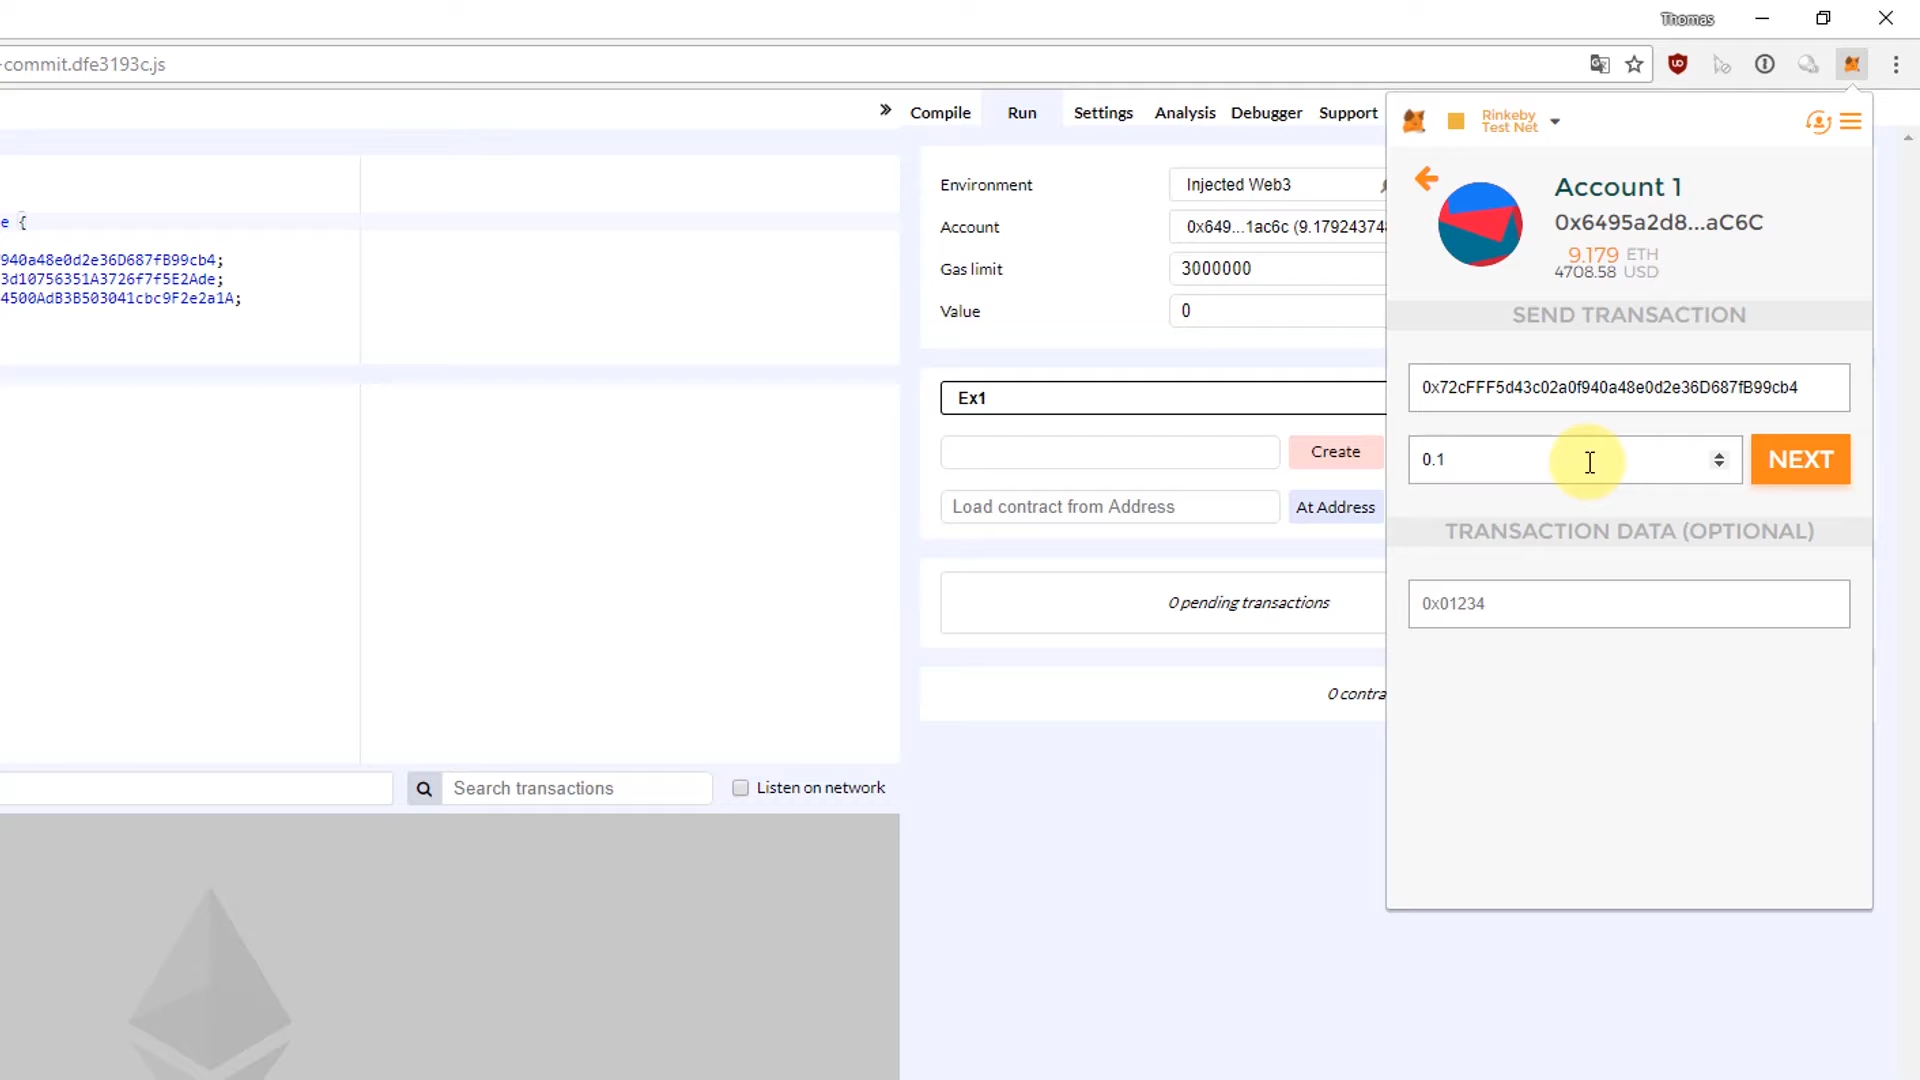 Thomas
-commit.dfe3193c.js
Compile Run Settings Analysis Debugger Support
e {
940a48e0d2e36D687fB99cb4;
3d10756351A3726f7f5E2Ade;
4500AdB3B503041cbc9F2e2a1A;
Environment
Injected Web3
Account
0x649...1ac6c (9.17924374
Gas limit
3000000
Value
0
Ex1
Create
Load contract from Address
At Address
0 pending transactions
0 contra
Search transactions
Listen on network
Rinkeby
Test Net
Account 1
0x6495a2d8...aC6C
9.179 ETH
4708.58 USD
SEND TRANSACTION
0x72cFFF5d43c02a0f940a48e0d2e36D687fB99cb4
0.1
NEXT
TRANSACTION DATA (OPTIONAL)
0x01234